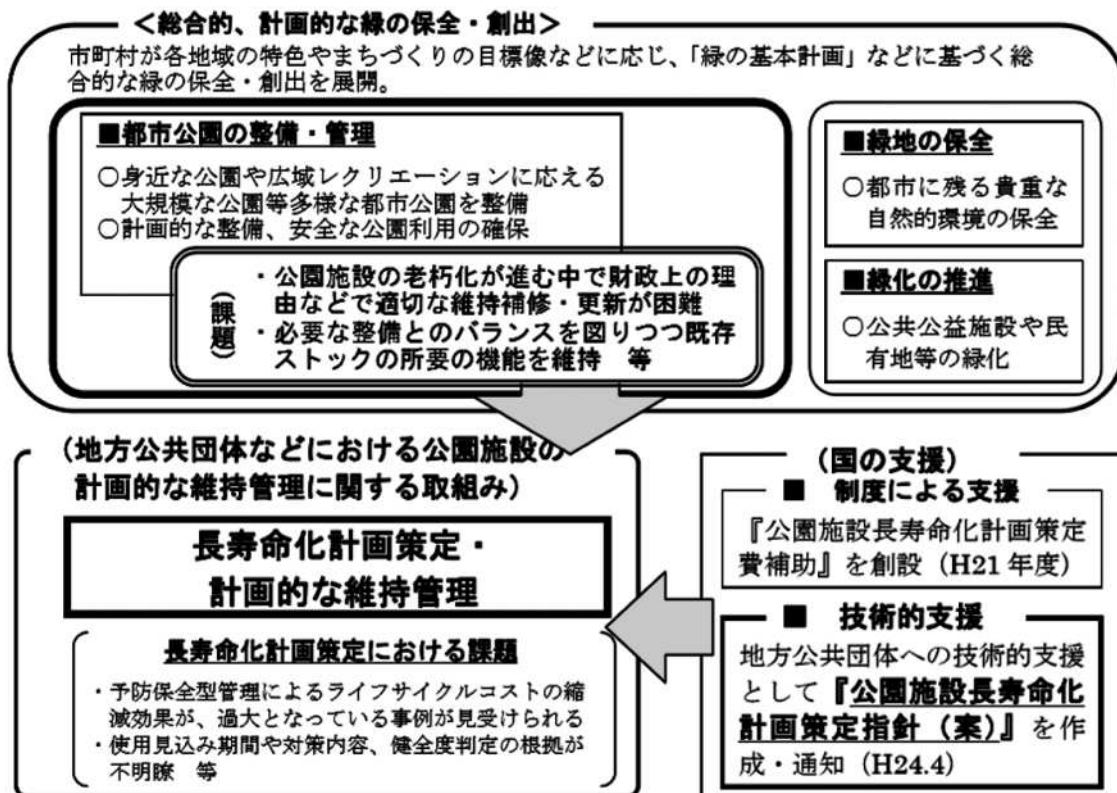 ＜総合的、計画的な緑の保全・創出＞
市町村が各地域の特色やまちづくりの目標像などに応じ、「緑の基本計画」などに基づく総
合的な緑の保全・創出を展開。
■都市公園の整備・管理
○身近な公園や広域レクリエーションに応える
大規模な公園等多様な都市公園を整備
○計画的な整備、安全な公園利用の確保
（課題）
・公園施設の老朽化が進む中で財政上の理
由などで適切な維持補修・更新が困難
・必要な整備とのバランスを図りつつ既存
ストックの所要の機能を維持　等
■緑地の保全
○都市に残る貴重な
自然的環境の保全
■緑化の推進
○公共公益施設や民
有地等の緑化
（地方公共団体などにおける公園施設の
計画的な維持管理に関する取組み）
長寿命化計画策定・
計画的な維持管理
長寿命化計画策定における課題
・予防保全型管理によるライフサイクルコストの縮
減効果が、過大となっている事例が見受けられる
・使用見込み期間や対策内容、健全度判定の根拠が
不明瞭　等
（国の支援）
■　制度による支援
『公園施設長寿命化計画策定
費補助』を創設（H21 年度）
■　技術的支援
地方公共団体への技術的支援
として『公園施設長寿命化
計画策定指針（案）』を作
成・通知（H24.4）